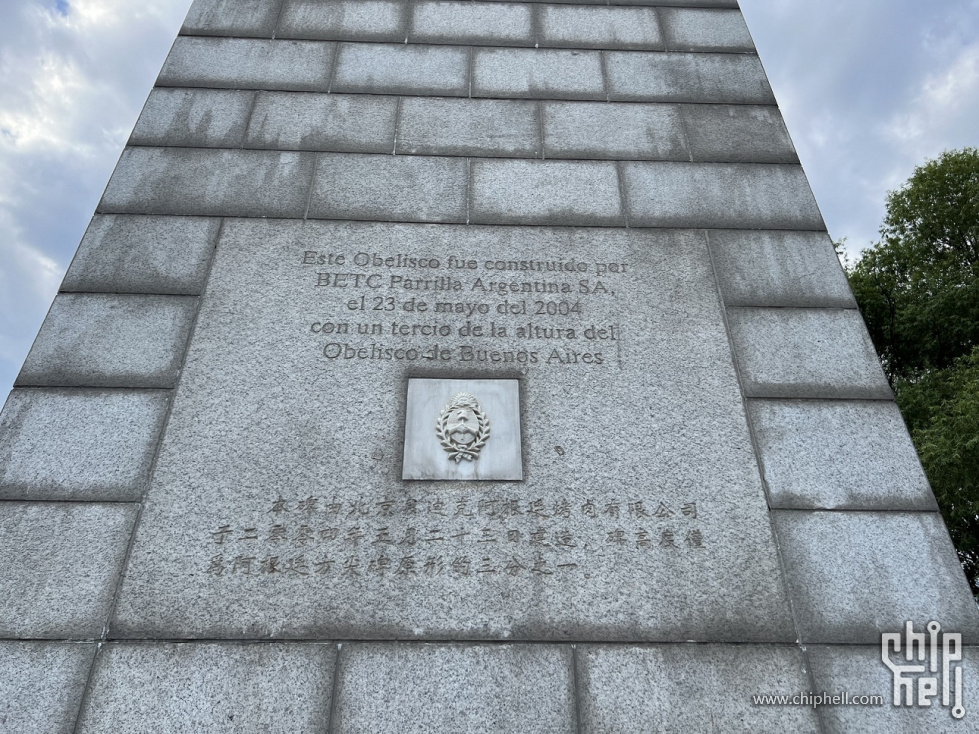 Este Obelisco fue construido por
BETC Parrilla Argentina SA,
el 23 de mayo del 2004
con un tercio de la altura del
Obelisco de Buenos Aires
本碑由北京 迪克阿根廷烤肉有限公司
于二零零四年五月二十三日建造，碑高度僅
爲阿根廷方尖碑原形的三分之一。
www.chiphell.com
chip
hell